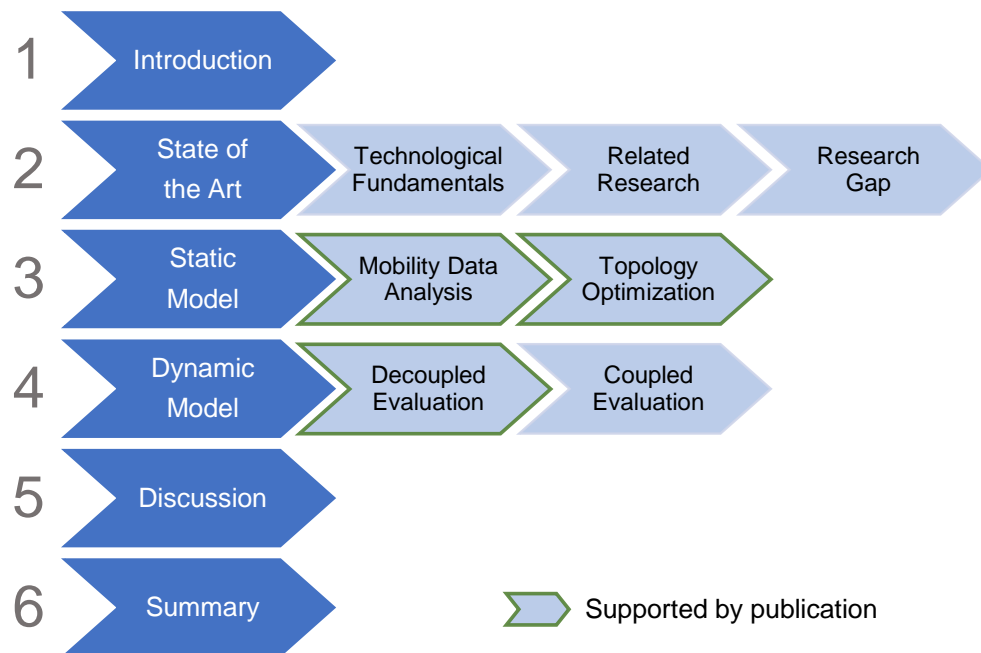 1
Introduction
2
State of
the Art
Technological
Fundamentals
Related
Research
Research
Gap
3
Static
Model
Mobility Data
Analysis
Topology
Optimization
4
Dynamic
Model
Decoupled
Evaluation
Coupled
Evaluation
5
Discussion
6
Summary
Supported by publication